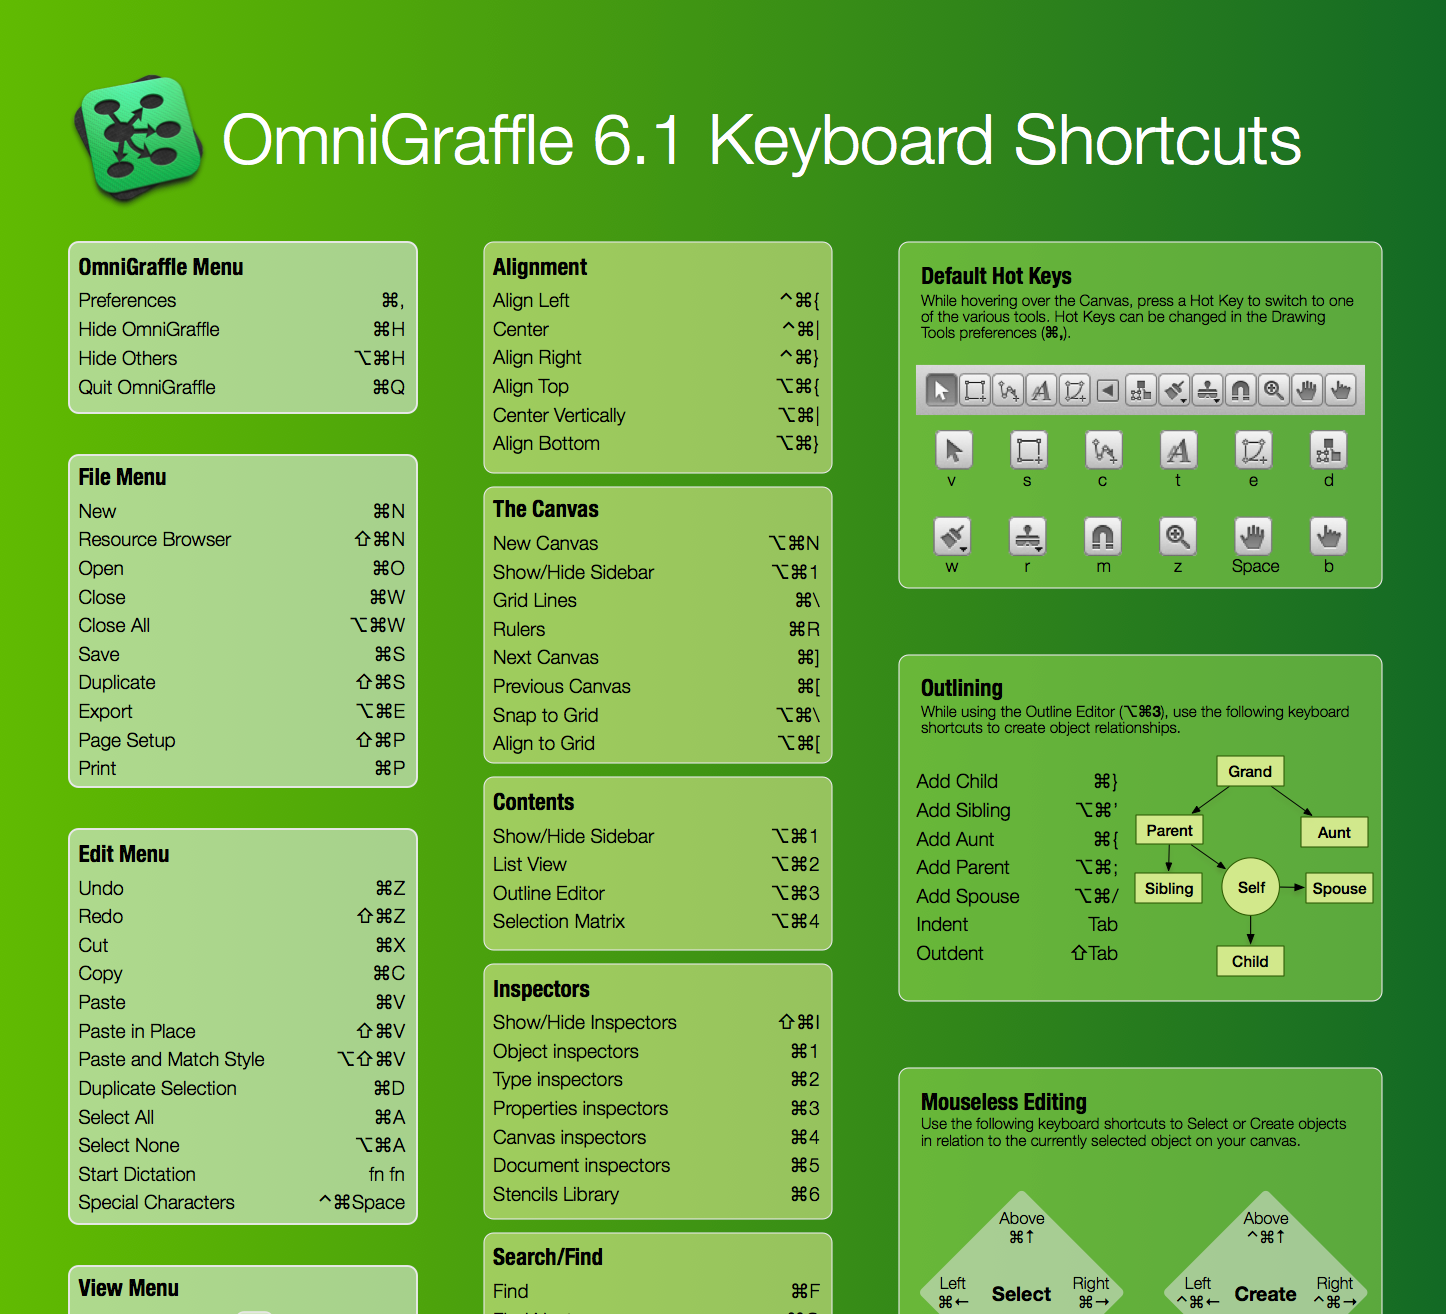 OmniGraffle 6.1 Keyboard Shortcuts
OmniGraffle Menu
Preferences ⌘,
Hide OmniGraffle ⌘H
Hide Others ⌥⌘H
Quit OmniGraffle ⌘Q
File Menu
New ⌘N
Resource Browser ⇧⌘N
Open ⌘O
Close ⌘W
Close All ⌥⌘W
Save ⌘S
Duplicate ⇧⌘S
Export ⌥⌘E
Page Setup ⇧⌘P
Print ⌘P
Edit Menu
Undo ⌘Z
Redo ⇧⌘Z
Cut ⌘X
Copy ⌘C
Paste ⌘V
Paste in Place ⇧⌘V
Paste and Match Style ⌥⇧⌘V
Duplicate Selection ⌘D
Select All ⌘A
Select None ⌥⌘A
Start Dictation fn fn
Special Characters ^⌘Space
View Menu
Alignment
Align Left ^⌘{
Center ^⌘|
Align Right ^⌘}
Align Top ⌥⌘{
Center Vertically ⌥⌘|
Align Bottom ⌥⌘}
The Canvas
New Canvas ⌥⌘N
Show/Hide Sidebar ⌥⌘1
Grid Lines ⌘\
Rulers ⌘R
Next Canvas ⌘]
Previous Canvas ⌘[
Snap to Grid ⌥⌘\
Align to Grid ⌥⌘[
Contents
Show/Hide Sidebar ⌥⌘1
List View ⌥⌘2
Outline Editor ⌥⌘3
Selection Matrix ⌥⌘4
Inspectors
Show/Hide Inspectors ⇧⌘I
Object inspectors ⌘1
Type inspectors ⌘2
Properties inspectors ⌘3
Canvas inspectors ⌘4
Document inspectors ⌘5
Stencils Library ⌘6
Search/Find
Find ⌘F
Default Hot Keys
While hovering over the Canvas, press a Hot Key to switch to one
of the various tools. Hot Keys can be changed in the Drawing
Tools preferences (⌘,).
v s c t e d
w r m z Space b
Outlining
While using the Outline Editor (⌥⌘3), use the following keyboard
shortcuts to create object relationships.
Add Child ⌘}
Add Sibling ⌥⌘’
Add Aunt ⌘{
Add Parent ⌥⌘;
Add Spouse ⌥⌘/
Indent Tab
Outdent ⇧Tab
Grand
Parent Aunt
Sibling Self Spouse
Child
Mouseless Editing
Use the following keyboard shortcuts to Select or Create objects
in relation to the currently selected object on your canvas.
Above
⌘↑
Left Select Right
⌘← ⌘→
Above
^⌘↑
Left Create Right
^⌘← ^⌘→